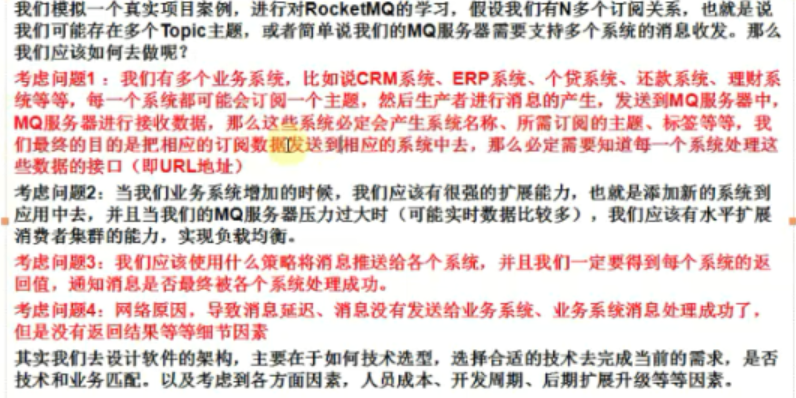 我们模拟一个真实项目案例，进行对RocketMQ的学习，假设我们有N多个订阅关系，也就是说
我们可能存在多个Topic主题，或者简单说我们的MQ服务器需要支持多个系统的消息收发。那么
我们应该如何去做呢？
考虑问题1：我们有多个业务系统，比如说CRM系统、ERP系统、个贷系统、还款系统、理财系
统等等，每一个系统都可能会订阅一个主题，然后生产者进行消息的产生，发送到MQ服务器中，
MQ服务器进行接收数据，那么这些系统必定会产生系统名称、所需订阅的主题、标签等等，我
们最终的目的是把相应的订阅数据发送到相应的系统中去，那么必定需要知道每一个系统处理这
些数据的接口（即URL地址）
考虑问题2：当我们业务系统增加的时候，我们应该有很强的扩展能力，也就是添加新的系统到
应用中去，并且当我们的MQ服务器压力过大时（可能实时数据比较多），我们应该有水平扩展
消费者集群的能力，实现负载均衡。
考虑问题3：我们应该使用什么策略将消息推送给各个系统，并且我们一定要得到每个系统的返
回值，通知消息是否最终被各个系统处理成功。
考虑问题4：网络原因，导致消息延迟、消息没有发送给业务系统、业务系统消息处理成功了，
但是没有返回结果等等细节因素
其实我们去设计软件的架构，主要在于如何技术选型，选择合适的技术去完成当前的需求，是否
技术和业务匹配。以及考虑到各方面因素，人员成本、开发周期、后期扩展升级等等因素。